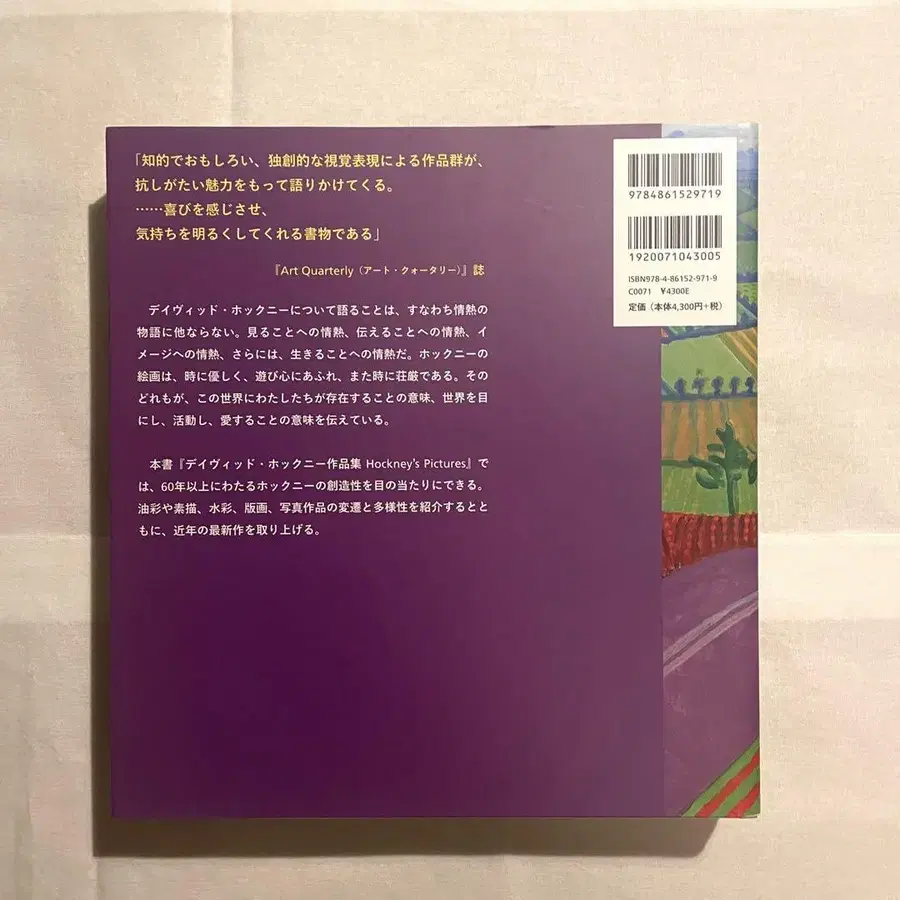 「知的でおもしろい、独創的な視覚表現による作品群が、
抗しがたい魅力をもって語りかけてくる。
……喜びを感じさせ、
気持ちを明るくしてくれる書物である」
『Art Quarterly（アート・クォータリー）』誌
デイヴィッド・ホックニーについて語ることは、すなわち情熱の
物語に他ならない。見ることへの情熱、伝えることへの情熱、イ
メージへの情熱、さらには、生きることへの情熱だ。ホックニーの
絵画は、時に優しく、遊び心にあふれ、また時に荘厳である。その
どれもが、この世界にわたしたちが存在することの意味、世界を目
にし、活動し、愛することの意味を伝えている。
本書『デイヴィッド・ホックニー作品集 Hockney's Pictures』で
は、60年以上にわたるホックニーの創造性を目の当たりにできる。
油彩や素描、水彩、版画、写真作品の変遷と多様性を紹介するとと
もに、近年の最新作を取り上げる。
9784861529719
1920071043005
ISBN978-4-86152-971-9
C0071 ¥4300E
定価（本体4,300円+税）